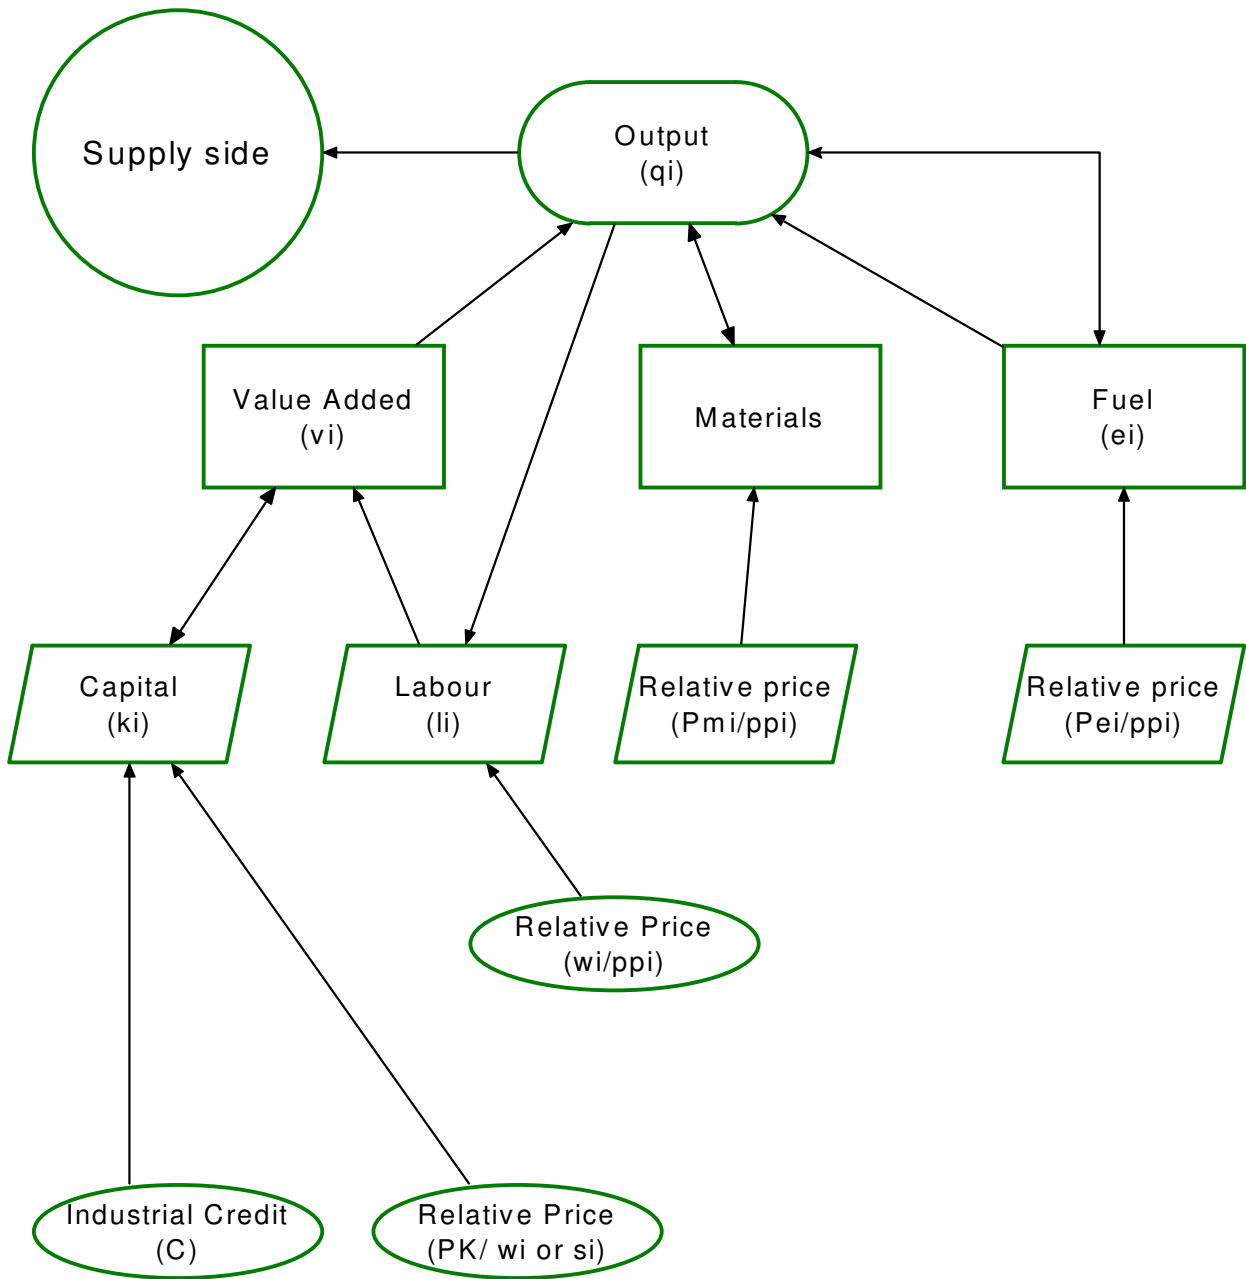 Supply side
Output
(qi)
Value Added
(vi)
Materials
Fuel
(ei)
Capital
(ki)
Labour
(li)
Relative price
(Pmi/ppi)
Relative price
(Pei/ppi)
Relative Price
(wi/ppi)
Industrial Credit
(C)
Relative Price
(PK/ wi or si)